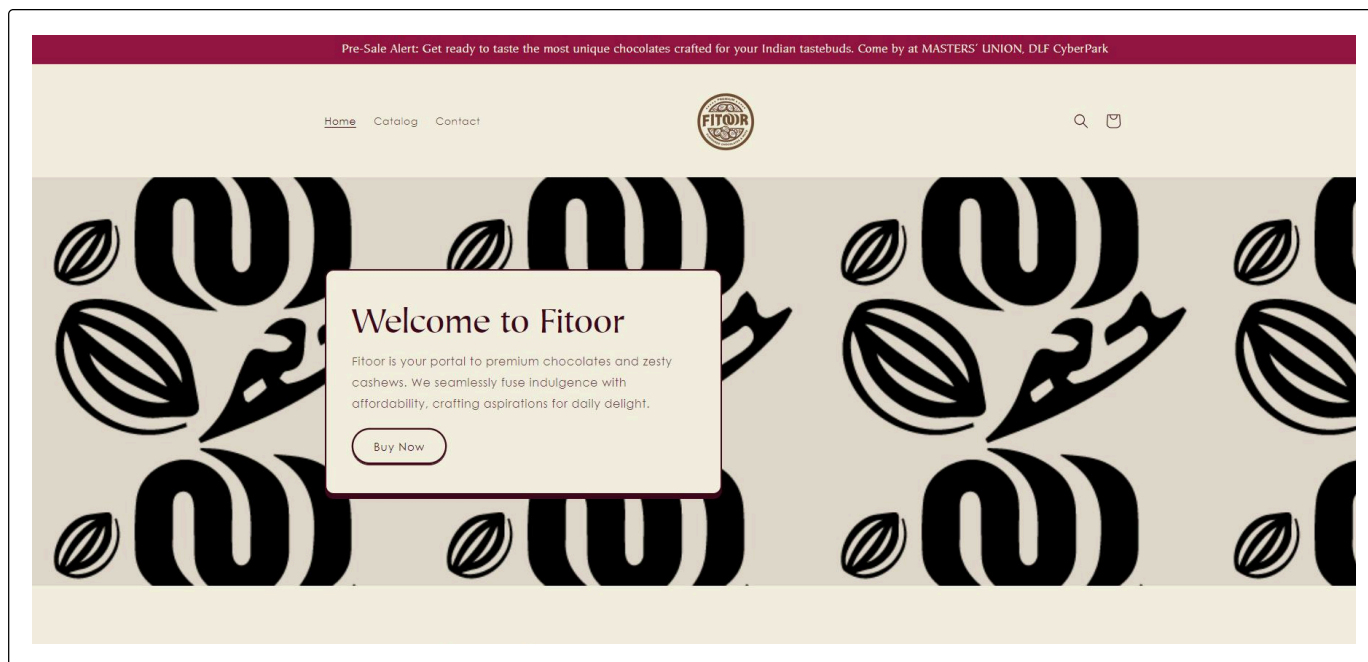 Pre-Sale Alert: Get ready to taste the most unique chocolates crafted for your Indian tastebuds. Come by at MASTERS' UNION, DLF CyberPark
Home Catalog Contact
FITOOR
Welcome to Fitoor
Fitoor is your portal to premium chocolates and zesty
cashews. We seamlessly fuse indulgence with
affordability, crafting aspirations for daily delight.
Buy Now